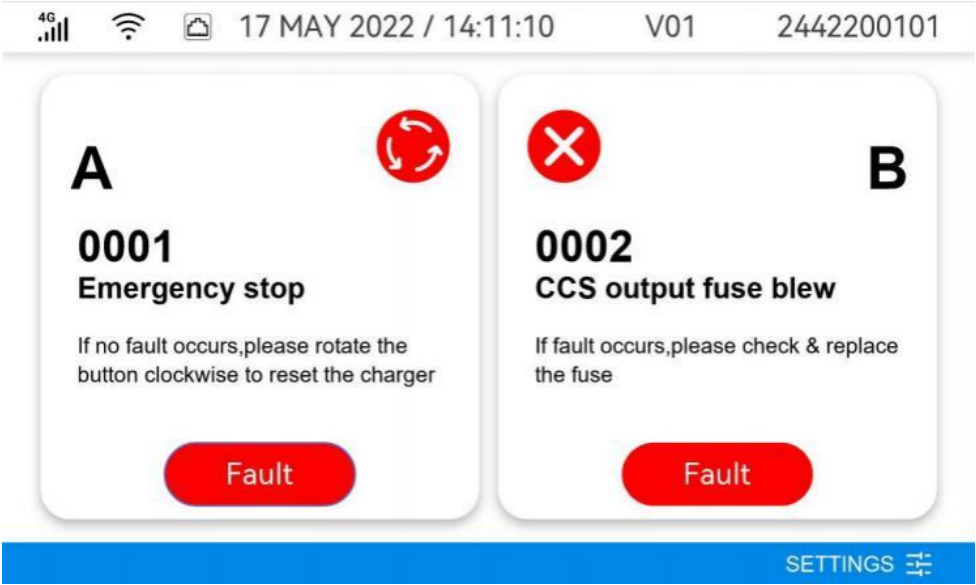 4G 17 MAY 2022 / 14:11:10 V01 2442200101
A
0001
Emergency stop
If no fault occurs,please rotate the
button clockwise to reset the charger
Fault
B
0002
CCS output fuse blew
If fault occurs,please check & replace
the fuse
Fault
SETTINGS